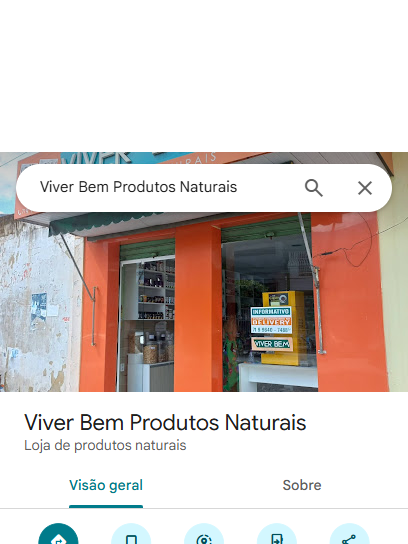 VIVER
Viver Bem Produtos Naturais
INFORMATIVO
DELIVERY
VIVER BEM
Viver Bem Produtos Naturais
Loja de produtos naturais
Visão geral
Sobre